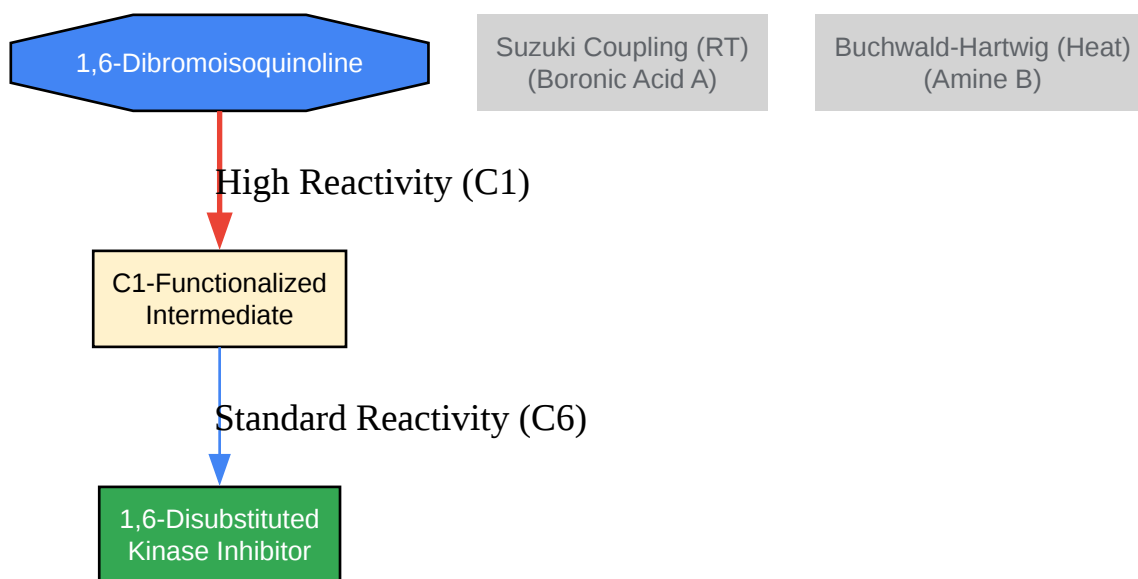 1,6-Dibromoisoquinoline
Suzuki Coupling (RT)
(Boronic Acid A)
Buchwald-Hartwig (Heat)
(Amine B)
High Reactivity (C1)
C1-Functionalized
Intermediate
Standard Reactivity (C6)
1,6-Disubstituted
Kinase Inhibitor